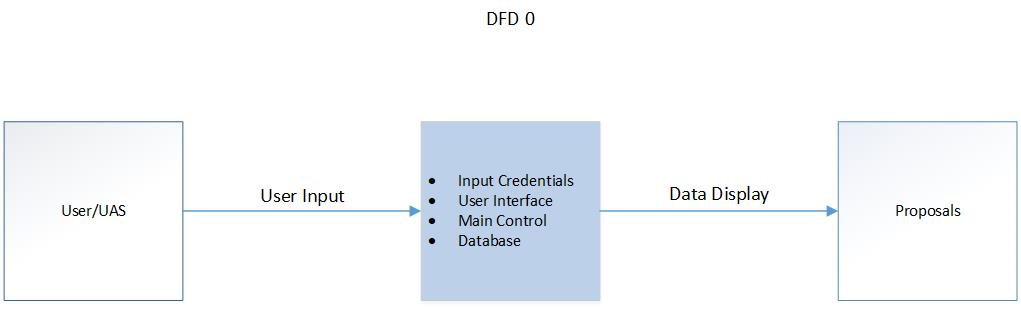 DFD 0
User/UAS
User Input
• Input Credentials
• User Interface
• Main Control
• Database
Data Display
Proposals